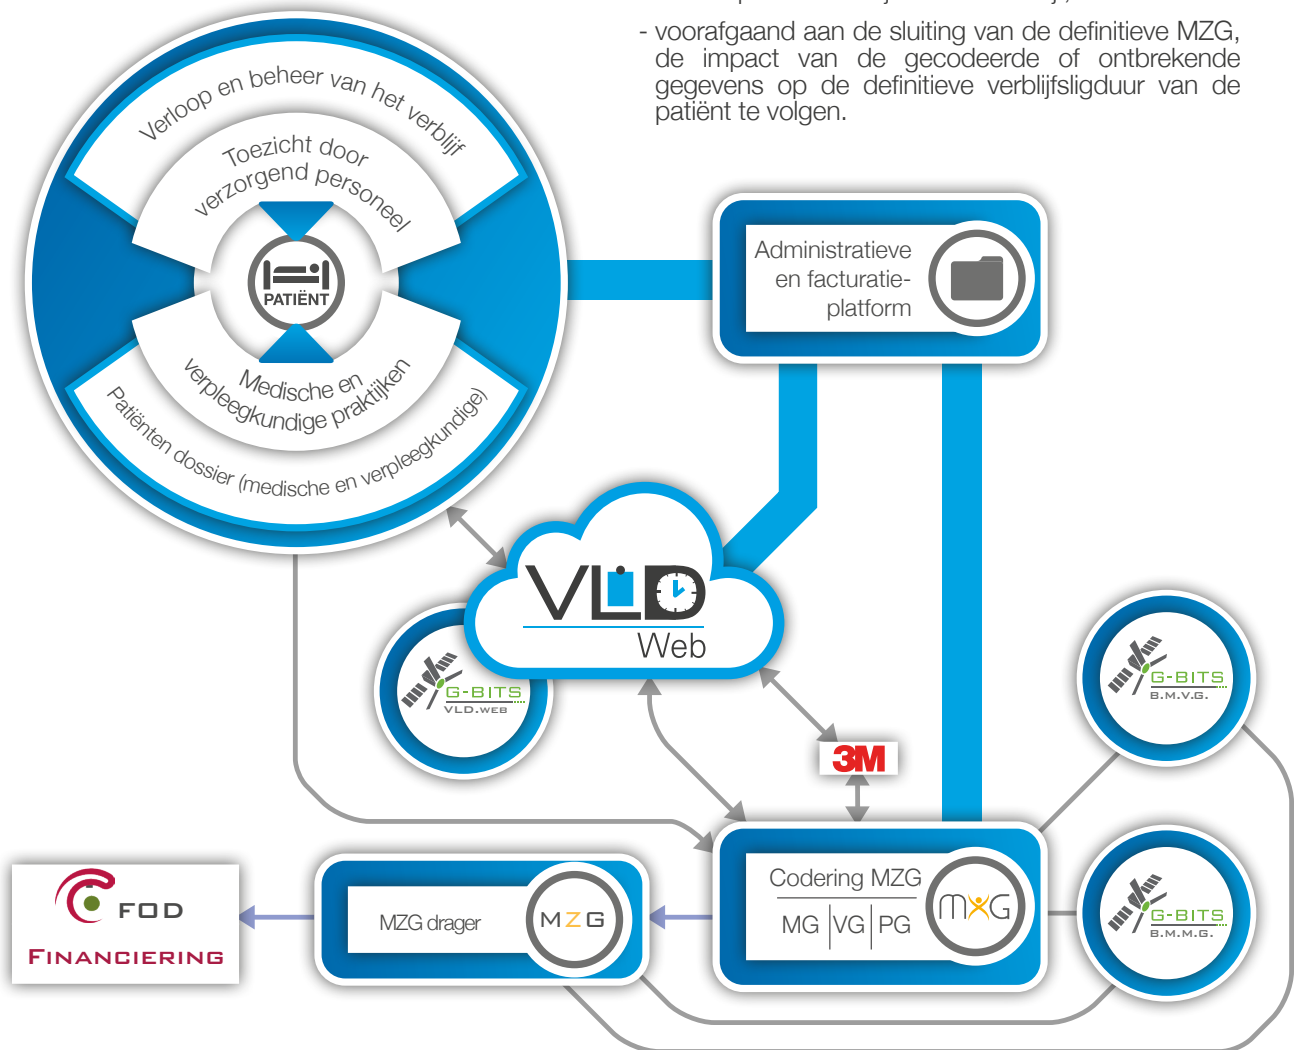 - voorafgaand aan de sluiting van de definitieve MZG,
de impact van de gecodeerde of ontbrekende
gegevens op de definitieve verblijfsligduur van de
patiënt te volgen.
Verloop en beheer van het verblijf
Toezicht door
verzorgend personeel
PATIËNT
Medische en
verpleegkundige praktijken
Patiënten dossier (medische en verpleegkundige)
Administratieve
en facturatie-
platform
VLD
Web
G-BITS
VLD.WEB
G-BITS
B.M.V.G.
3M
Codering MZG
MG | VG | PG
MXG
G-BITS
B.M.M.G.
MZG drager
MZG
FOD
FINANCIERING